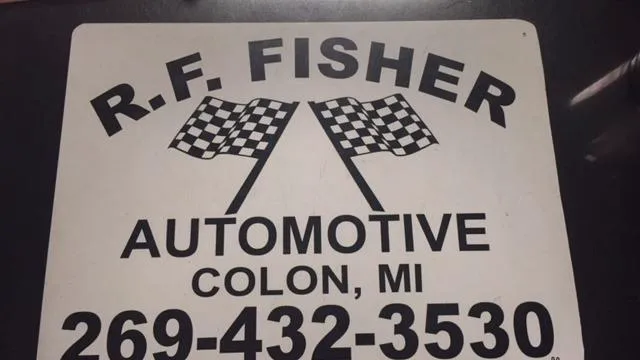 R.F. FISHER
AUTOMOTIVE
COLON, MI
269-432-3530